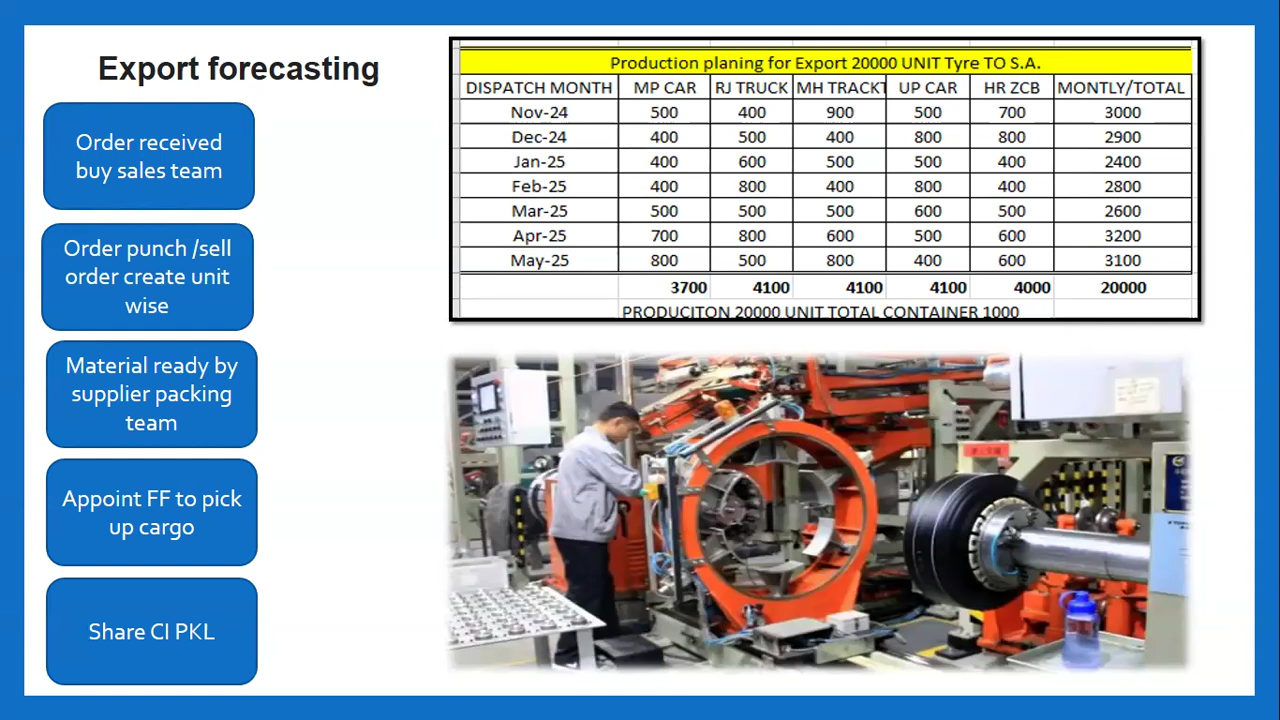 Export forecasting
Order received
buy sales team
Order punch /sell
order create unit
wise
Material ready by
supplier packing
team
Appoint FF to pick
up cargo
Share CI PKL
Production planing for Export 20000 UNIT Tyre TO S.A.
DISPATCH MONTH MP CAR RJ TRUCK MH TRACKT UP CAR HR ZCB MONTLY/TOTAL
Nov-24 500 400 900 500 700 3000
Dec-24 400 500 400 800 800 2900
Jan-25 400 600 500 500 400 2400
Feb-25 400 800 400 800 400 2800
Mar-25 500 500 500 600 500 2600
Apr-25 700 800 600 500 600 3200
May-25 800 500 800 400 600 3100
3700 4100 4100 4100 4000 20000
PRODUCITON 20000 UNIT TOTAL CONTAINER 1000